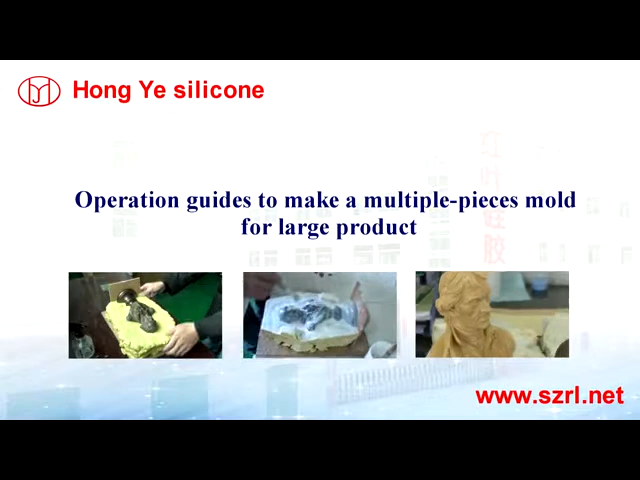 Hong Ye silicone
Operation guides to make a multiple-pieces mold
for large product
www.szrl.net